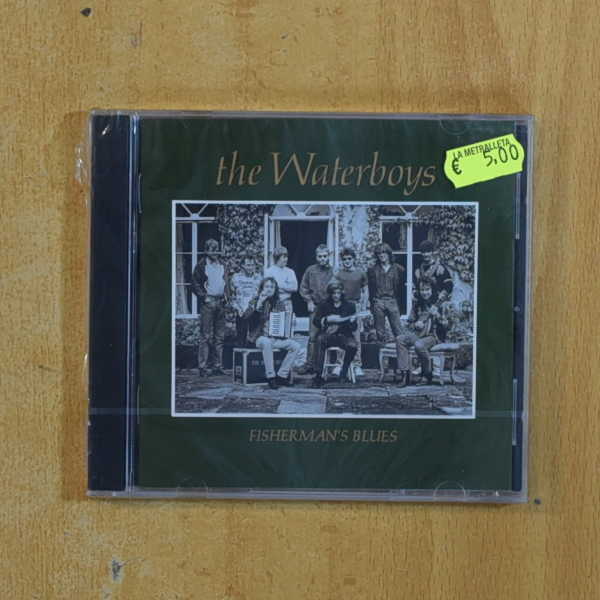 the Waterboys
LA METRALLETA
€ 5,00
FISHERMAN'S BLUES